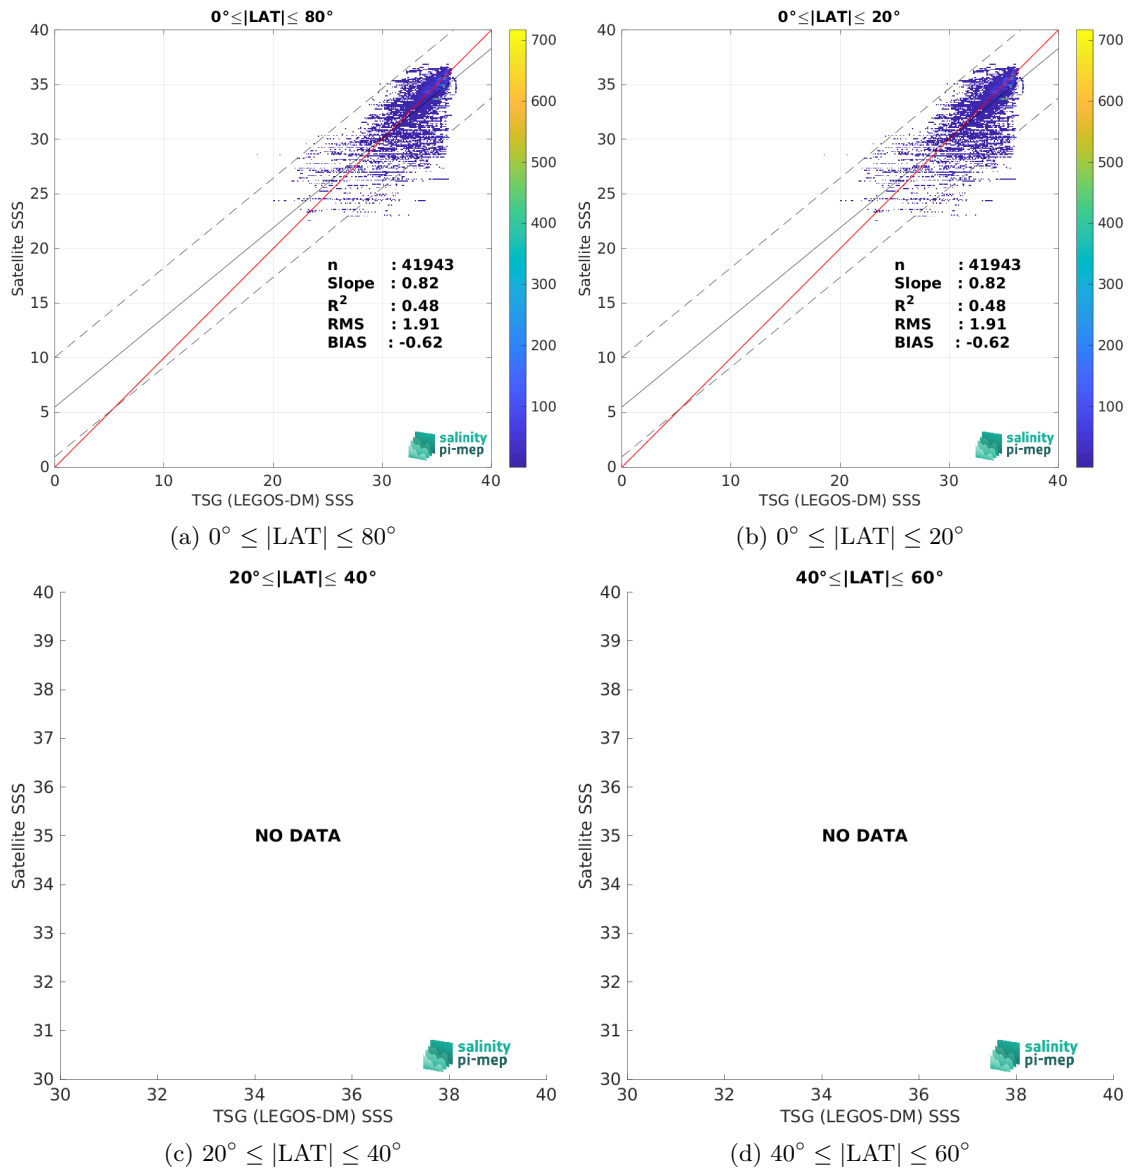 0°≤|LAT|≤ 80°
40
35
30
25
20
15
10
5
0
Satellite SSS
0
10
20
30
40
TSG (LEGOS-DM) SSS
n : 41943
Slope : 0.82
R² : 0.48
RMS : 1.91
BIAS : -0.62
salinity
pi-mep
700
600
500
400
300
200
100
(a) 0° ≤ |LAT| ≤ 80°
0°≤|LAT|≤ 20°
40
35
30
25
20
15
10
5
0
Satellite SSS
0
10
20
30
40
TSG (LEGOS-DM) SSS
n : 41943
Slope : 0.82
R² : 0.48
RMS : 1.91
BIAS : -0.62
salinity
pi-mep
700
600
500
400
300
200
100
(b) 0° ≤ |LAT| ≤ 20°
20°≤|LAT|≤ 40°
40
39
38
37
36
35
34
33
32
31
30
Satellite SSS
NO DATA
salinity
pi-mep
30
32
34
36
38
40
TSG (LEGOS-DM) SSS
(c) 20° ≤ |LAT| ≤ 40°
40°≤|LAT|≤ 60°
40
39
38
37
36
35
34
33
32
31
30
Satellite SSS
NO DATA
salinity
pi-mep
30
32
34
36
38
40
TSG (LEGOS-DM) SSS
(d) 40° ≤ |LAT| ≤ 60°